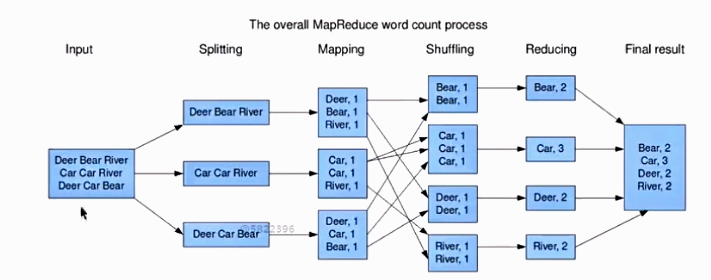 The overall MapReduce word count process
Input
Splitting
Mapping
Shuffling
Reducing
Final result
Deer Bear River
Car Car River
Deer Car Bear
Deer Bear River
Car Car River
Deer Car Bear
Deer, 1
Bear, 1
River, 1
Car, 1
Car, 1
River, 1
Deer, 1
Car, 1
Bear, 1
Bear, 1
Bear, 1
Car, 1
Car, 1
Car, 1
Deer, 1
Deer, 1
River, 1
River, 1
Bear, 2
Car, 3
Deer, 2
River, 2
Bear, 2
Car, 3
Deer, 2
River, 2